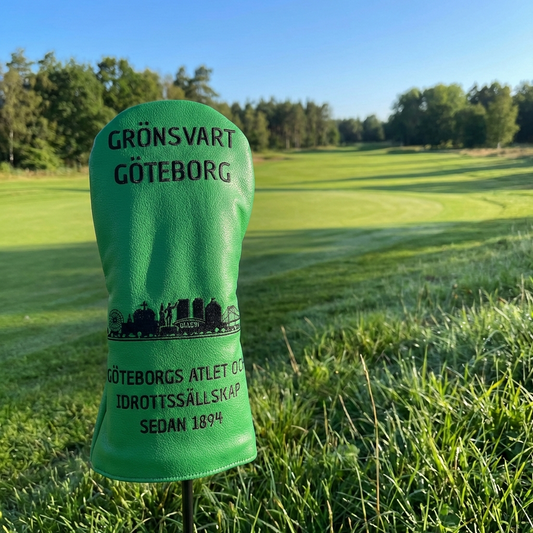 GRÖNSVART
GÖTEBORG
GÖTEBORGS ATLET OC
IDROTTSSÄLLSKAP
SEDAN 1894